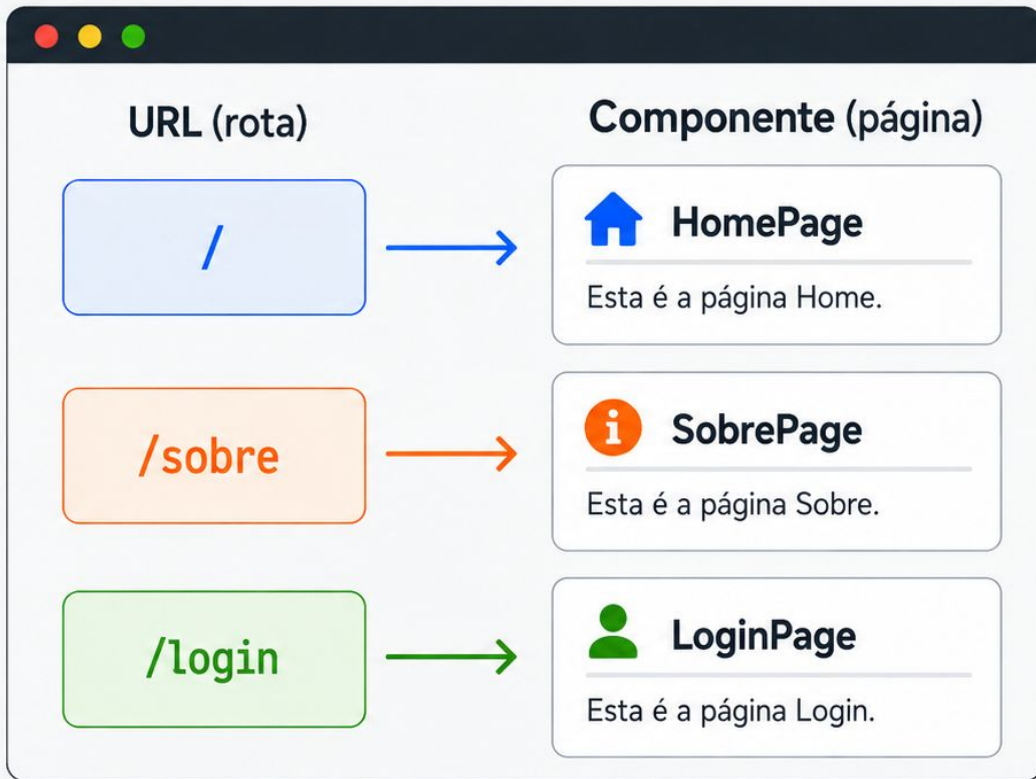 URL (rota)
Componente (página)
/
HomePage
Esta é a página Home.
/sobre
SobrePage
Esta é a página Sobre.
/login
LoginPage
Esta é a página Login.